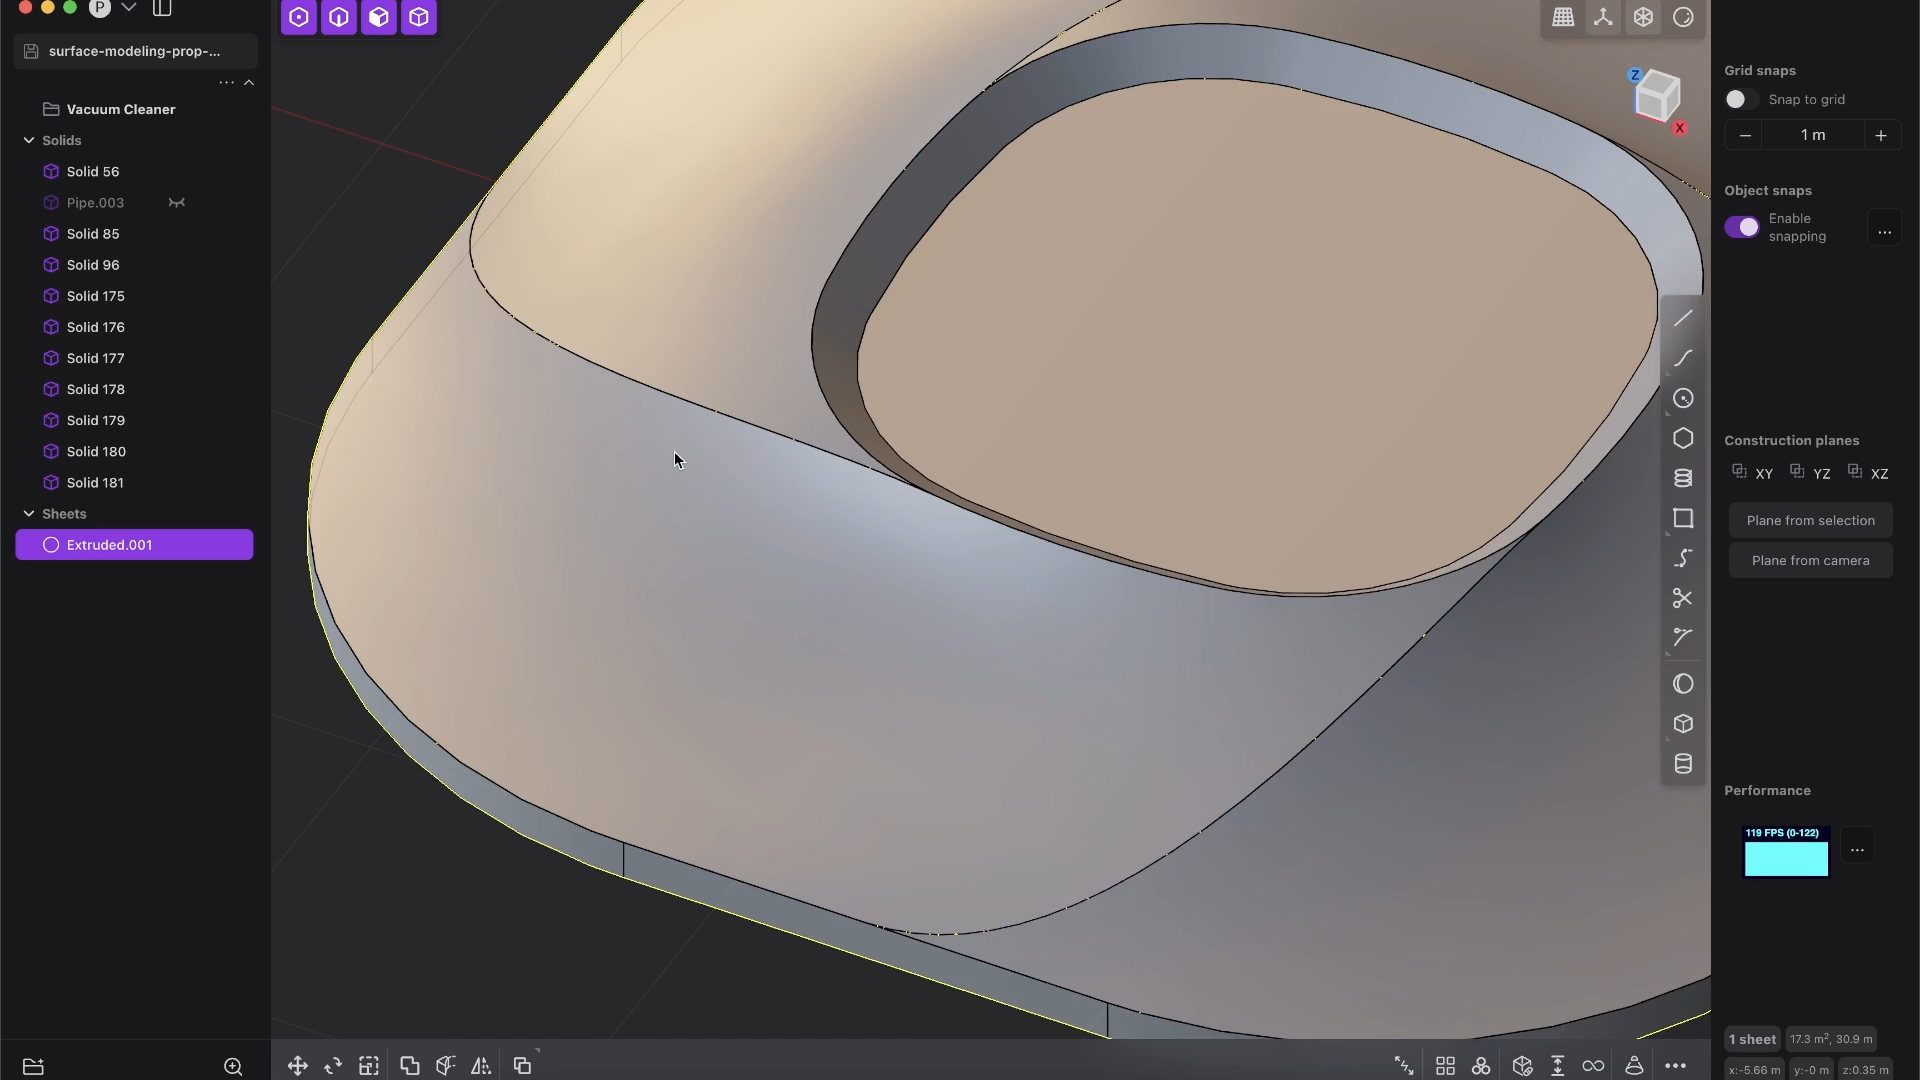 P
surface-modeling-prop-...
Vacuum Cleaner
Solids
Solid 56
Pipe.003
Solid 85
Solid 96
Solid 175
Solid 176
Solid 177
Solid 178
Solid 179
Solid 180
Solid 181
Sheets
Extruded.001
Z
X
Grid snaps
Snap to grid
1 m
Object snaps
Enable
snapping
Construction planes
XY YZ XZ
Plane from selection
Plane from camera
Performance
119 FPS (0-122)
1 sheet 17.3 m², 30.9 m
x:-5.66 m y:-0 m z:0.35 m